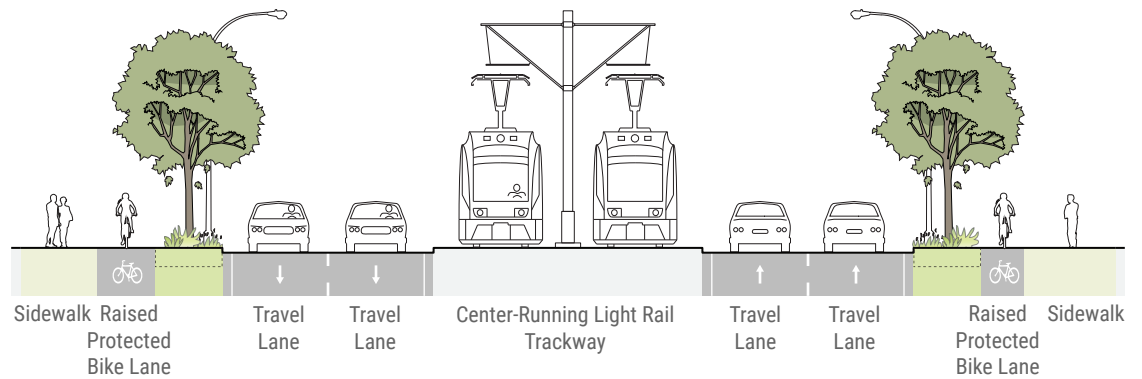 Sidewalk
Raised
Protected
Bike Lane
Travel
Lane
Travel
Lane
Center-Running Light Rail
Trackway
Travel
Lane
Travel
Lane
Raised
Protected
Bike Lane
Sidewalk